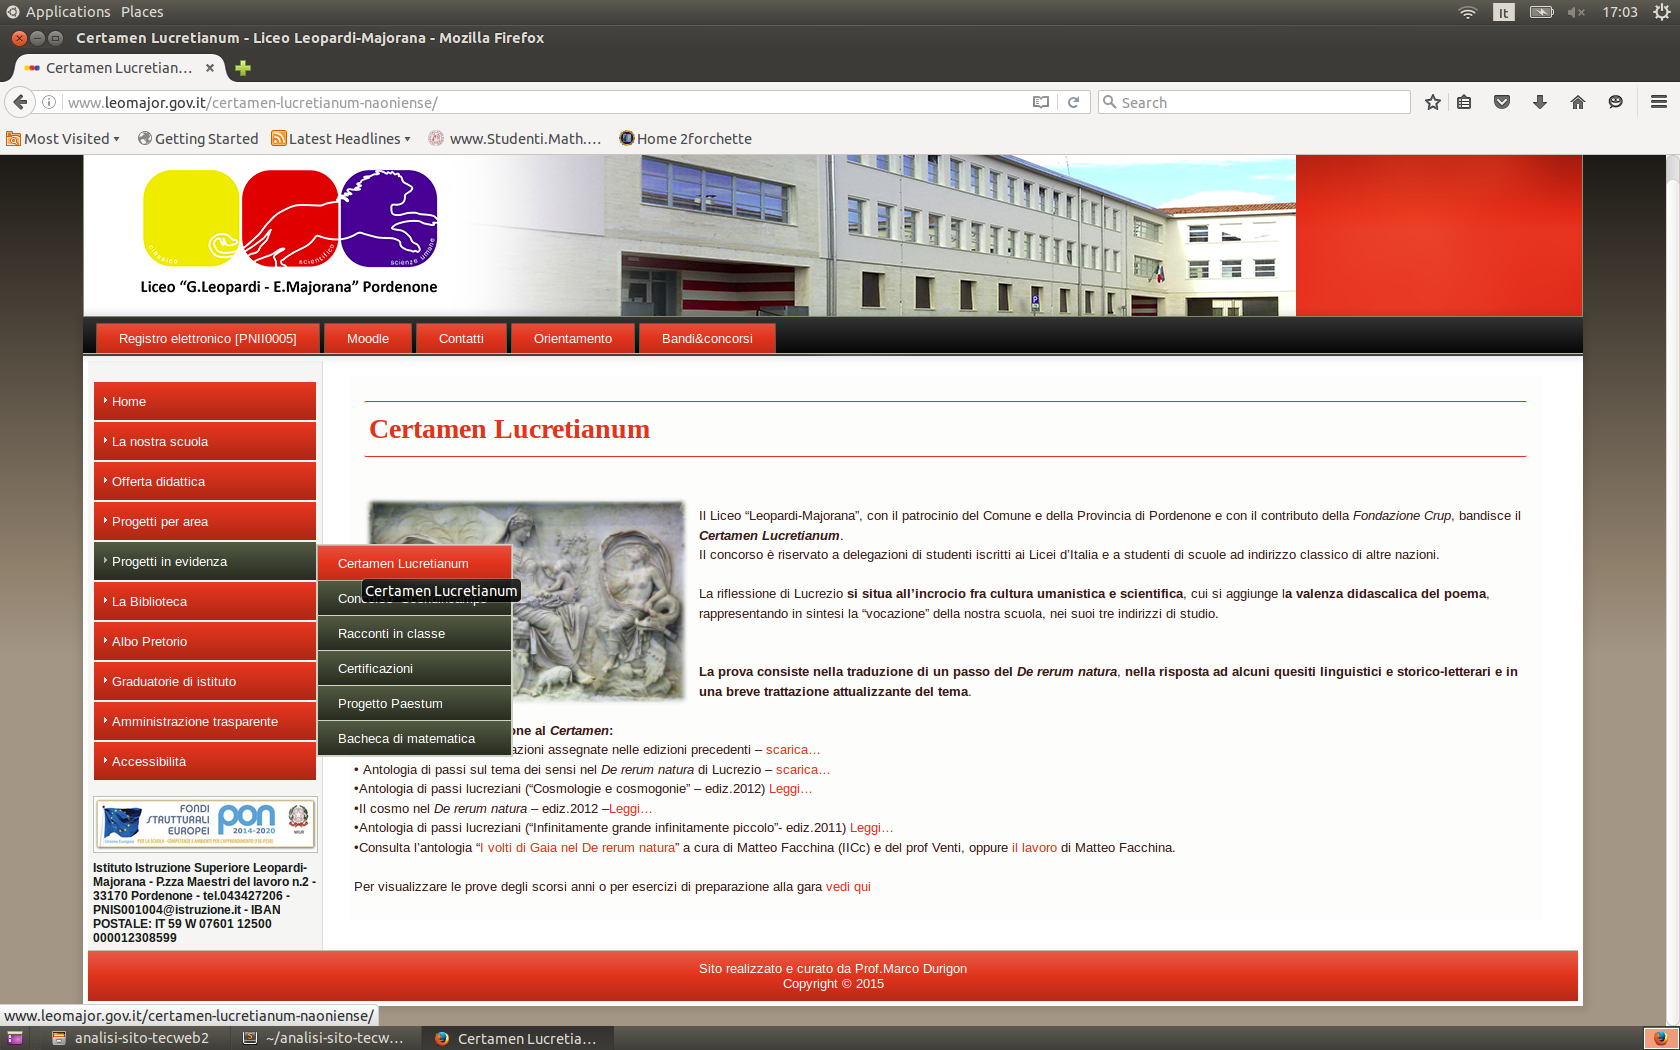 Applications Places
It
17:03
Certamen Lucretianum - Liceo Leopardi-Majorana - Mozilla Firefox
Certamen Lucretian...
www.leomajor.gov.it/certamen-lucretianum-naoniense/
Search
Most Visited
Getting Started
Latest Headlines
www.Studenti.Math....
Home 2forchette
classico
scientifico
scienze umane
Liceo “G.Leopardi - E.Majorana” Pordenone
P
Registro elettronico [PNII0005]
Moodle
Contatti
Orientamento
Bandi&concorsi
Home
La nostra scuola
Offerta didattica
Progetti per area
Progetti in evidenza
La Biblioteca
Albo Pretorio
Graduatorie di istituto
Amministrazione trasparente
Accessibilità
Certamen Lucretianum
Certamen Lucretianum
Racconti in classe
Certificazioni
Progetto Paestum
Bacheca di matematica
FONDI
STRUTTURALI
EUROPEI
pon
2014-2020
MIUR
Unione Europea
PER LA SCUOLA - COMPETENZE E AMBIENTI PER L'APPRENDIMENTO (FSE-FESR)
Istituto Istruzione Superiore Leopardi-
Majorana - P.zza Maestri del lavoro n.2 -
33170 Pordenone - tel.043427206 -
PNIS001004@istruzione.it - IBAN
POSTALE: IT 59 W 07601 12500
000012308599
Certamen Lucretianum
Il Liceo “Leopardi-Majorana”, con il patrocinio del Comune e della Provincia di Pordenone e con il contributo della Fondazione Crup, bandisce il
Certamen Lucretianum.
Il concorso è riservato a delegazioni di studenti iscritti ai Licei d’Italia e a studenti di scuole ad indirizzo classico di altre nazioni.
La riflessione di Lucrezio si situa all’incrocio fra cultura umanistica e scientifica, cui si aggiunge la valenza didascalica del poema,
rappresentando in sintesi la “vocazione” della nostra scuola, nei suoi tre indirizzi di studio.
La prova consiste nella traduzione di un passo del De rerum natura, nella risposta ad alcuni quesiti linguistici e storico-letterari e in
una breve trattazione attualizzante del tema.
ne al Certamen:
azioni assegnate nelle edizioni precedenti – scarica…
• Antologia di passi sul tema dei sensi nel De rerum natura di Lucrezio – scarica…
•Antologia di passi lucreziani (“Cosmologie e cosmogonie” – ediz.2012) Leggi…
•Il cosmo nel De rerum natura – ediz.2012 –Leggi…
•Antologia di passi lucreziani (“Infinitamente grande infinitamente piccolo”- ediz.2011) Leggi…
•Consulta l’antologia “I volti di Gaia nel De rerum natura” a cura di Matteo Facchina (IICc) e del prof Venti, oppure il lavoro di Matteo Facchina.
Per visualizzare le prove degli scorsi anni o per esercizi di preparazione alla gara vedi qui
Sito realizzato e curato da Prof.Marco Durigon
Copyright © 2015
www.leomajor.gov.it/certamen-lucretianum-naoniense/
analisi-sito-tecweb2
~/analisi-sito-tecw...
Certamen Lucretia...